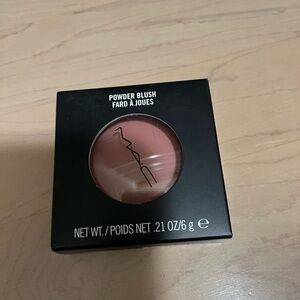 POWDER BLUSH
FARD À JOUES
MAC
NET WT./POIDS NET .21 OZ/6 g ℮